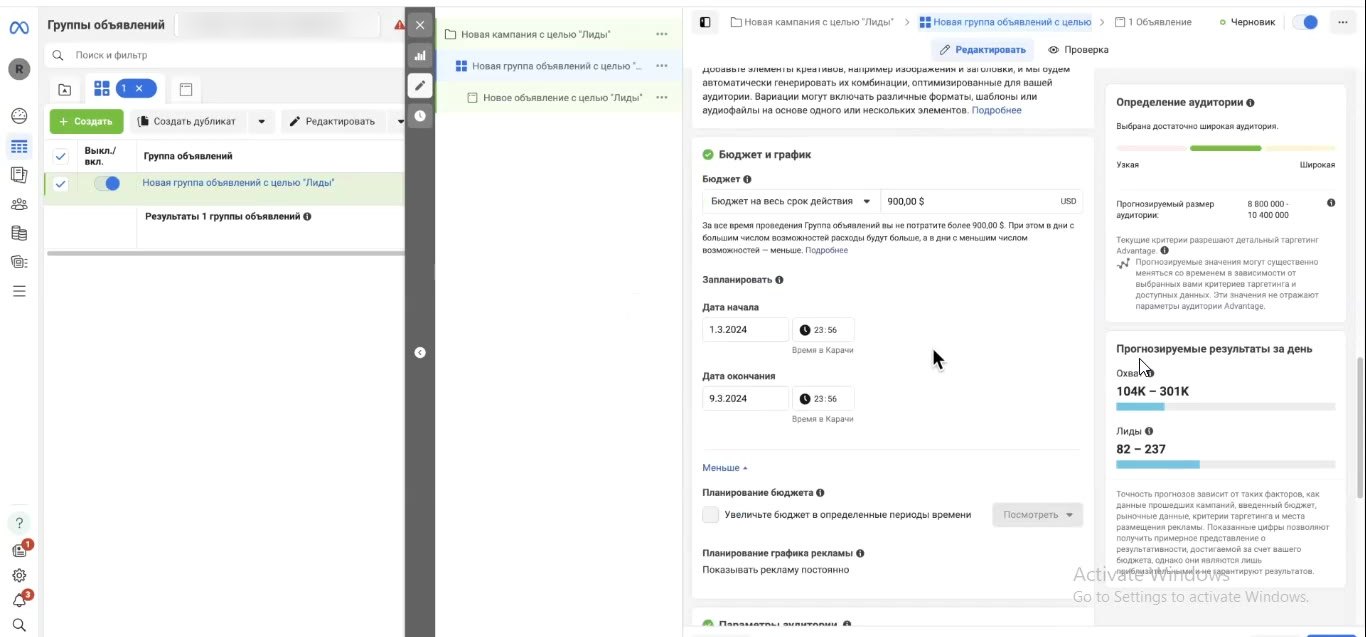 Группы объявлений
R
Поиск и фильтр
1 ×
+ Создать
Создать дубликат
Редактировать
Выкл./
вкл.
Группа объявлений
Новая группа объявлений с целью "Лиды"
Результаты 1 группы объявлений
?
1
3
Новая кампания с целью "Лиды"
Новая группа объявлений с целью "...
Новое объявление с целью "Лиды"
Новая кампания с целью "Лиды"
Новая группа объявлений с целью
1 Объявление
Черновик
Редактировать
Проверка
Добавьте элементы креативов, например изображения и заголовки, и мы будем
автоматически генерировать их комбинации, оптимизированные для вашей
аудитории. Вариации могут включать различные форматы, шаблоны или
аудиофайлы на основе одного или нескольких элементов. Подробнее
Бюджет и график
Бюджет
Бюджет на весь срок действия
900,00 $
USD
За все время проведения Группа объявлений вы не потратите более 900,00 $. При этом в дни с
большим числом возможностей расходы будут больше, а в дни с меньшим числом
возможностей — меньше. Подробнее
Запланировать
Дата начала
1.3.2024
23:56
Время в Карачи
Дата окончания
9.3.2024
23:56
Время в Карачи
Меньше
Планирование бюджета
Увеличьте бюджет в определенные периоды времени
Посмотреть
Планирование графика рекламы
Показывать рекламу постоянно
Параметры аудитории
Определение аудитории
Выбрана достаточно широкая аудитория.
Узкая
Широкая
Прогнозируемый размер
аудитории:
8 800 000 -
10 400 000
Текущие критерии разрешают детальный таргетинг
Advantage.
Прогнозируемые значения могут существенно
меняться со временем в зависимости от
выбранных вами критериев таргетинга и
доступных данных. Эти значения не отражают
параметры аудитории Advantage.
Прогнозируемые результаты за день
104K – 301K
Лиды
82 – 237
Точность прогнозов зависит от таких факторов, как
данные прошедших кампаний, введенный бюджет,
рыночные данные, критерии таргетинга и места
размещения рекламы. Показанные цифры позволяют
получить примерное представление о
результативности, достигаемой за счет вашего
бюджета, однако они являются лишь
приблизительными и не гарантируют результатов.
Activate Windows
Go to Settings to activate Windows.